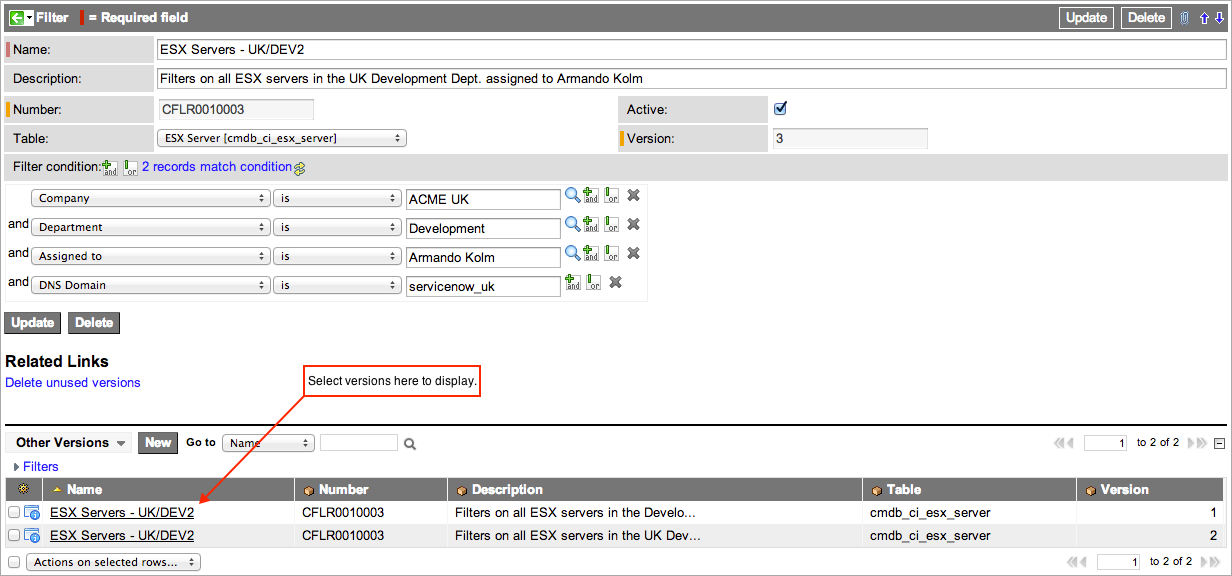 Filter = Required field Update Delete
Name: ESX Servers - UK/DEV2
Description: Filters on all ESX servers in the UK Development Dept. assigned to Armando Kolm
Number: CFLR0010003 Active:
Table: ESX Server [cmdb_ci_esx_server] Version: 3
Filter condition: and or 2 records match condition
Company is ACME UK and or
and Department is Development and or
and Assigned to is Armando Kolm and or
and DNS Domain is servicenow_uk and or
Update Delete
Related Links
Delete unused versions
Select versions here to display.
Other Versions New Go to Name 1 to 2 of 2
Filters
Name Number Description Table Version
ESX Servers - UK/DEV2 CFLR0010003 Filters on all ESX servers in the Develo... cmdb_ci_esx_server 1
ESX Servers - UK/DEV2 CFLR0010003 Filters on all ESX servers in the UK Dev... cmdb_ci_esx_server 2
Actions on selected rows... 1 to 2 of 2